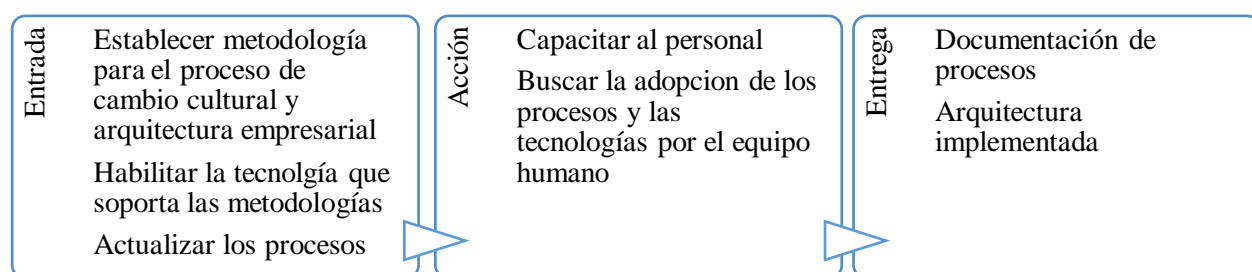 Entrada
Establecer metodología
para el proceso de
cambio cultural y
arquitectura empresarial
Habilitar la tecnolgía que
soporta las metodologías
Actualizar los procesos
Acción
Capacitar al personal
Buscar la adopcion de los
procesos y las
tecnologías por el equipo
humano
Entrega
Documentación de
procesos
Arquitectura
implementada